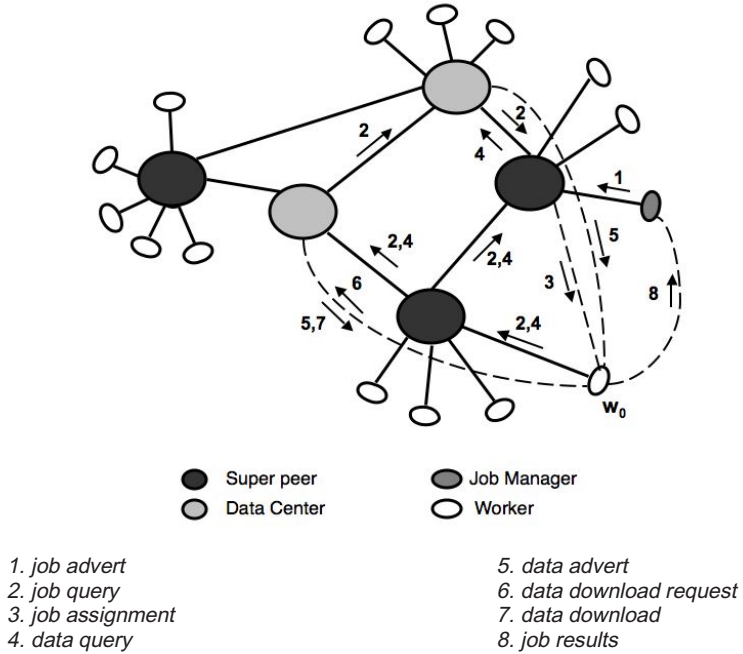 2
2
4
1
2,4
2,4
5
3
6
8
5,7
2,4
w0
Super peer
Job Manager
Data Center
Worker
1. job advert
2. job query
3. job assignment
4. data query
5. data advert
6. data download request
7. data download
8. job results